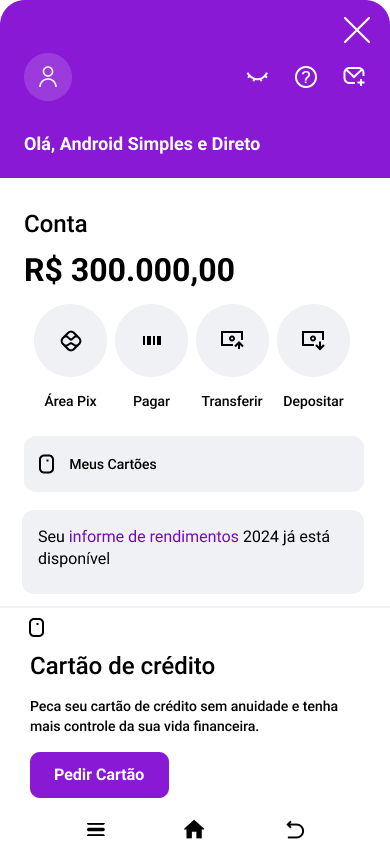 Olá, Android Simples e Direto
Conta
R$ 300.000,00
Área Pix
Pagar
Transferir
Depositar
Meus Cartões
Seu informe de rendimentos 2024 já está
disponível
Cartão de crédito
Peca seu cartão de crédito sem anuidade e tenha
mais controle da sua vida financeira.
Pedir Cartão